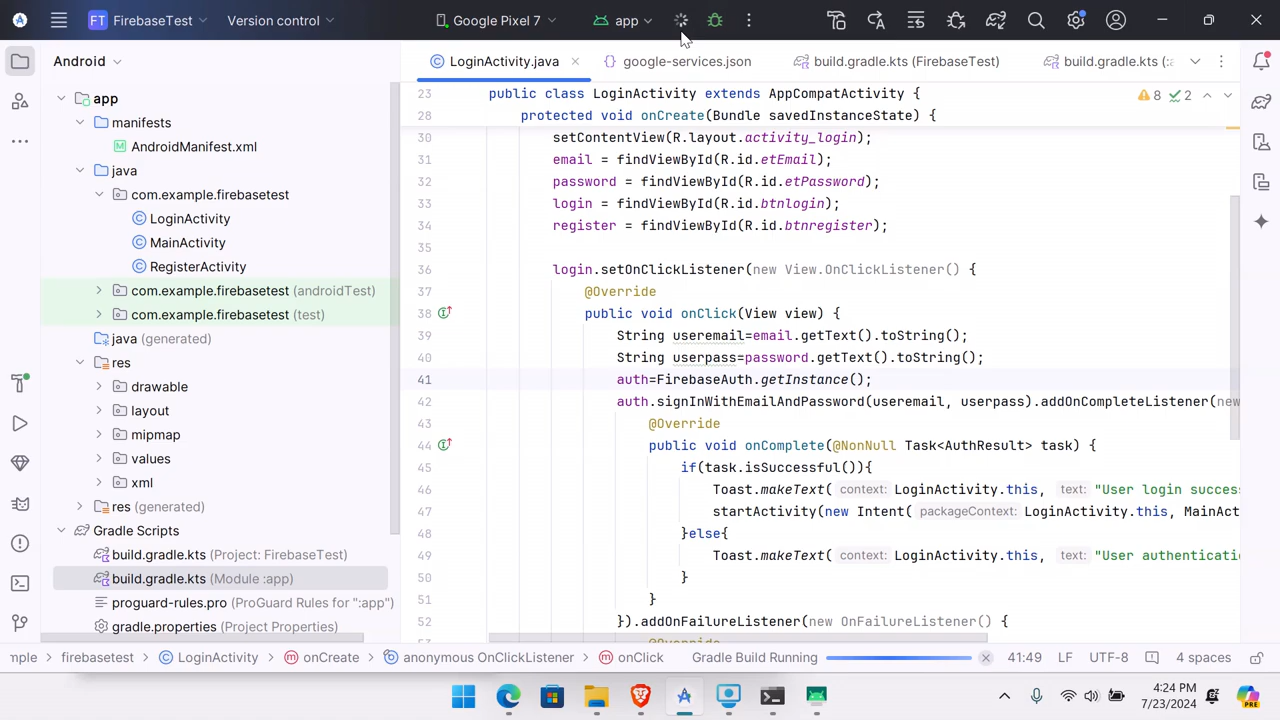 FT FirebaseTest Version control Google Pixel 7 app
Android
LoginActivity.java google-services.json build.gradle.kts (FirebaseTest) build.gradle.kts (:a
app
manifests
AndroidManifest.xml
java
com.example.firebasetest
LoginActivity
MainActivity
RegisterActivity
com.example.firebasetest (androidTest)
com.example.firebasetest (test)
java (generated)
res
drawable
layout
mipmap
values
xml
res (generated)
Gradle Scripts
build.gradle.kts (Project: FirebaseTest)
build.gradle.kts (Module :app)
proguard-rules.pro (ProGuard Rules for ":app")
gradle.properties (Project Properties)
8 2
23 public class LoginActivity extends AppCompatActivity {
28 protected void onCreate(Bundle savedInstanceState) {
30 setContentView(R.layout.activity_login);
31 email = findViewById(R.id.etEmail);
32 password = findViewById(R.id.etPassword);
33 login = findViewById(R.id.btnlogin);
34 register = findViewById(R.id.btnregister);
35
36 login.setOnClickListener(new View.OnClickListener() {
37 @Override
38 public void onClick(View view) {
39 String useremail=email.getText().toString();
40 String userpass=password.getText().toString();
41 auth=FirebaseAuth.getInstance();
42 auth.signInWithEmailAndPassword(useremail, userpass).addOnCompleteListener(new
43 @Override
44 public void onComplete(@NonNull Task<AuthResult> task) {
45 if(task.isSuccessful()){
46 Toast.makeText( context: LoginActivity.this, text: "User login success
47 startActivity(new Intent( packageContext: LoginActivity.this, MainAct
48 }else{
49 Toast.makeText( context: LoginActivity.this, text: "User authenticati
50 }
51 }
52 }).addOnFailureListener(new OnFailureListener() {
mple firebasetest LoginActivity onCreate anonymous OnClickListener onClick Gradle Build Running 41:49 LF UTF-8 4 spaces
4:24 PM
7/23/2024
PRE